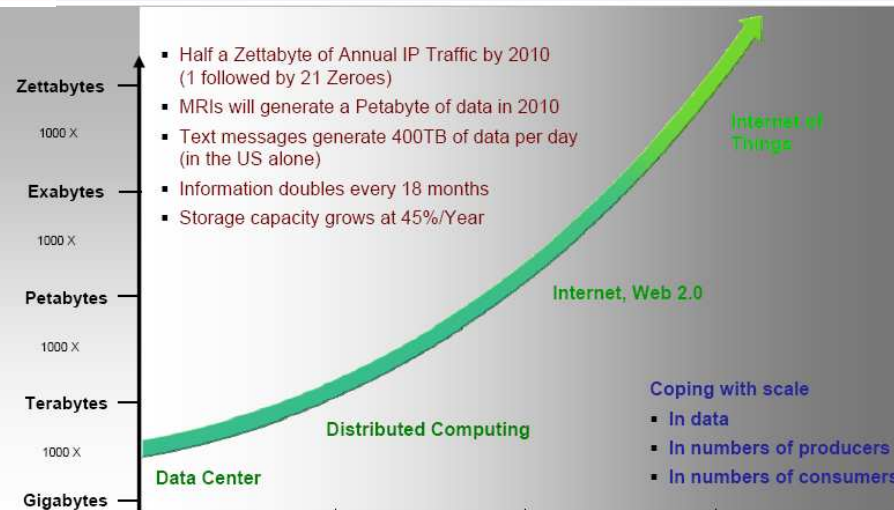 Zettabytes
1000 X
Exabytes
1000 X
Petabytes
1000 X
Terabytes
1000 X
Gigabytes
▪ Half a Zettabyte of Annual IP Traffic by 2010
(1 followed by 21 Zeroes)
▪ MRIs will generate a Petabyte of data in 2010
▪ Text messages generate 400TB of data per day
(in the US alone)
▪ Information doubles every 18 months
▪ Storage capacity grows at 45%/Year
Internet of
Things
Internet, Web 2.0
Distributed Computing
Data Center
Coping with scale
▪ In data
▪ In numbers of producers
▪ In numbers of consumers